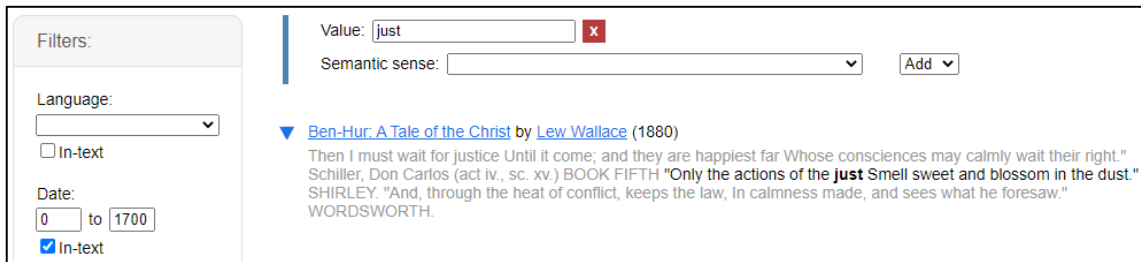 Filters:
Language:
In-text
Date:
0 to 1700
In-text
Value: just x
Semantic sense: Add
Ben-Hur: A Tale of the Christ by Lew Wallace (1880)
Then I must wait for justice Until it come; and they are happiest far Whose consciences may calmly wait their right."
Schiller, Don Carlos (act iv., sc. xv.) BOOK FIFTH "Only the actions of the just Smell sweet and blossom in the dust."
SHIRLEY. "And, through the heat of conflict, keeps the law, In calmness made, and sees what he foresaw."
WORDSWORTH.